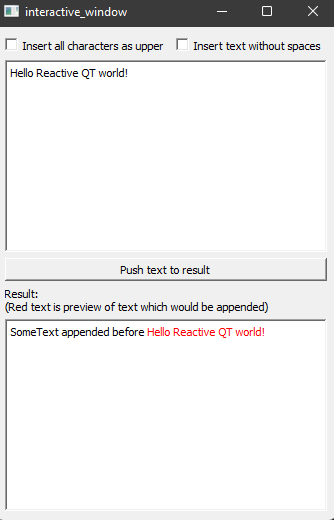 interactive_window
Insert all characters as upper
Insert text without spaces
Hello Reactive QT world!
Push text to result
Result:
(Red text is preview of text which would be appended)
SomeText appended before Hello Reactive QT world!